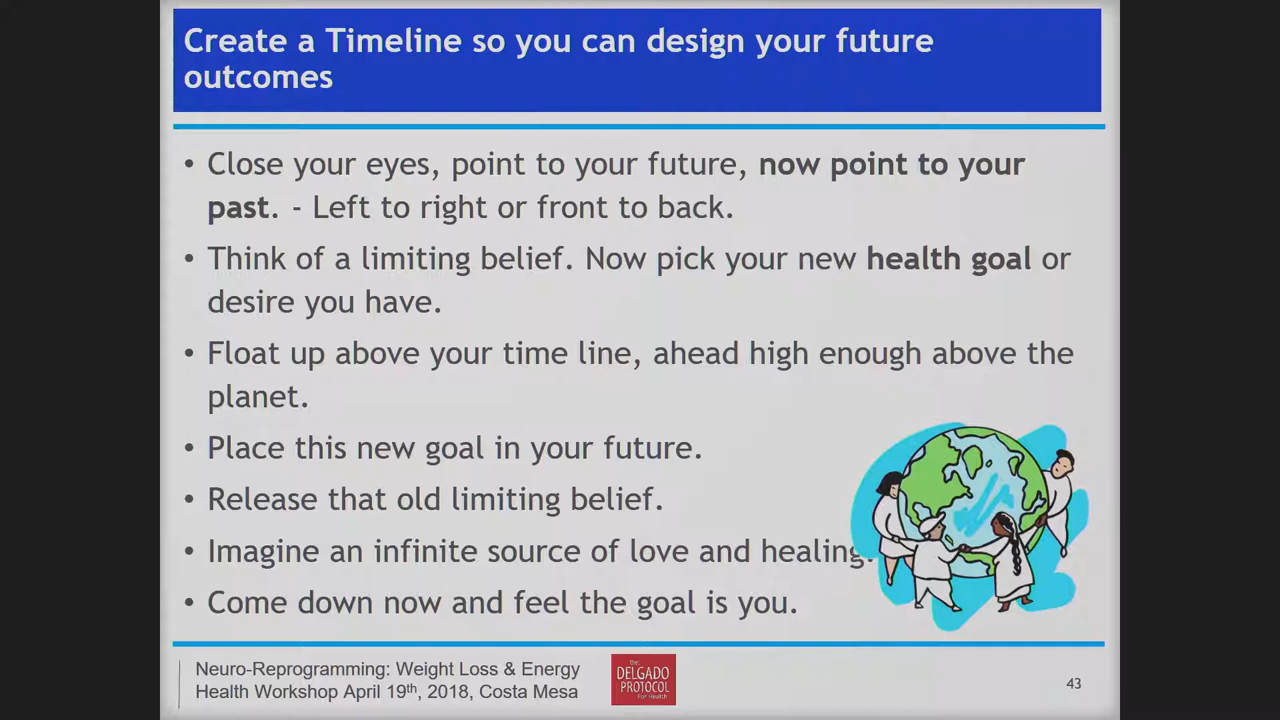 Create a Timeline so you can design your future
outcomes
• Close your eyes, point to your future, now point to your
past. - Left to right or front to back.
• Think of a limiting belief. Now pick your new health goal or
desire you have.
• Float up above your time line, ahead high enough above the
planet.
• Place this new goal in your future.
• Release that old limiting belief.
• Imagine an infinite source of love and healing.
• Come down now and feel the goal is you.
Neuro-Reprogramming: Weight Loss & Energy
Health Workshop April 19th, 2018, Costa Mesa
the
DELGADO
PROTOCOL
For Health
43